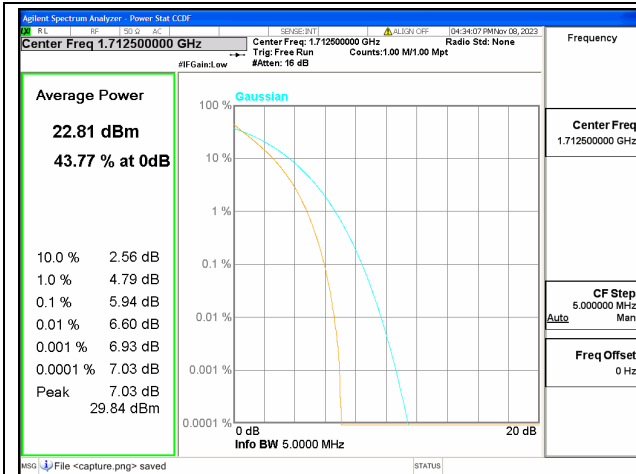 Agilent Spectrum Analyzer - Power Stat CCDF
RL RF 50 Ω AC SENSE:INT ALIGN OFF 04:34:07 PM Nov 08, 2023
Center Freq 1.712500000 GHz
Center Freq: 1.712500000 GHz Radio Std: None
Trig: Free Run Counts:1.00 M/1.00 Mpt
#IFGain:Low #Atten: 16 dB
Frequency
Average Power
22.81 dBm
43.77 % at 0dB
10.0 % 2.56 dB
1.0 % 4.79 dB
0.1 % 5.94 dB
0.01 % 6.60 dB
0.001 % 6.93 dB
0.0001 % 7.03 dB
Peak 7.03 dB
29.84 dBm
Gaussian
100 %
10 %
1 %
0.1 %
0.01 %
0.001 %
0.0001 %
0 dB 20 dB
Info BW 5.0000 MHz
Center Freq
1.712500000 GHz
CF Step
5.000000 MHz
Auto Man
Freq Offset
0 Hz
MSG File <capture.png> saved STATUS